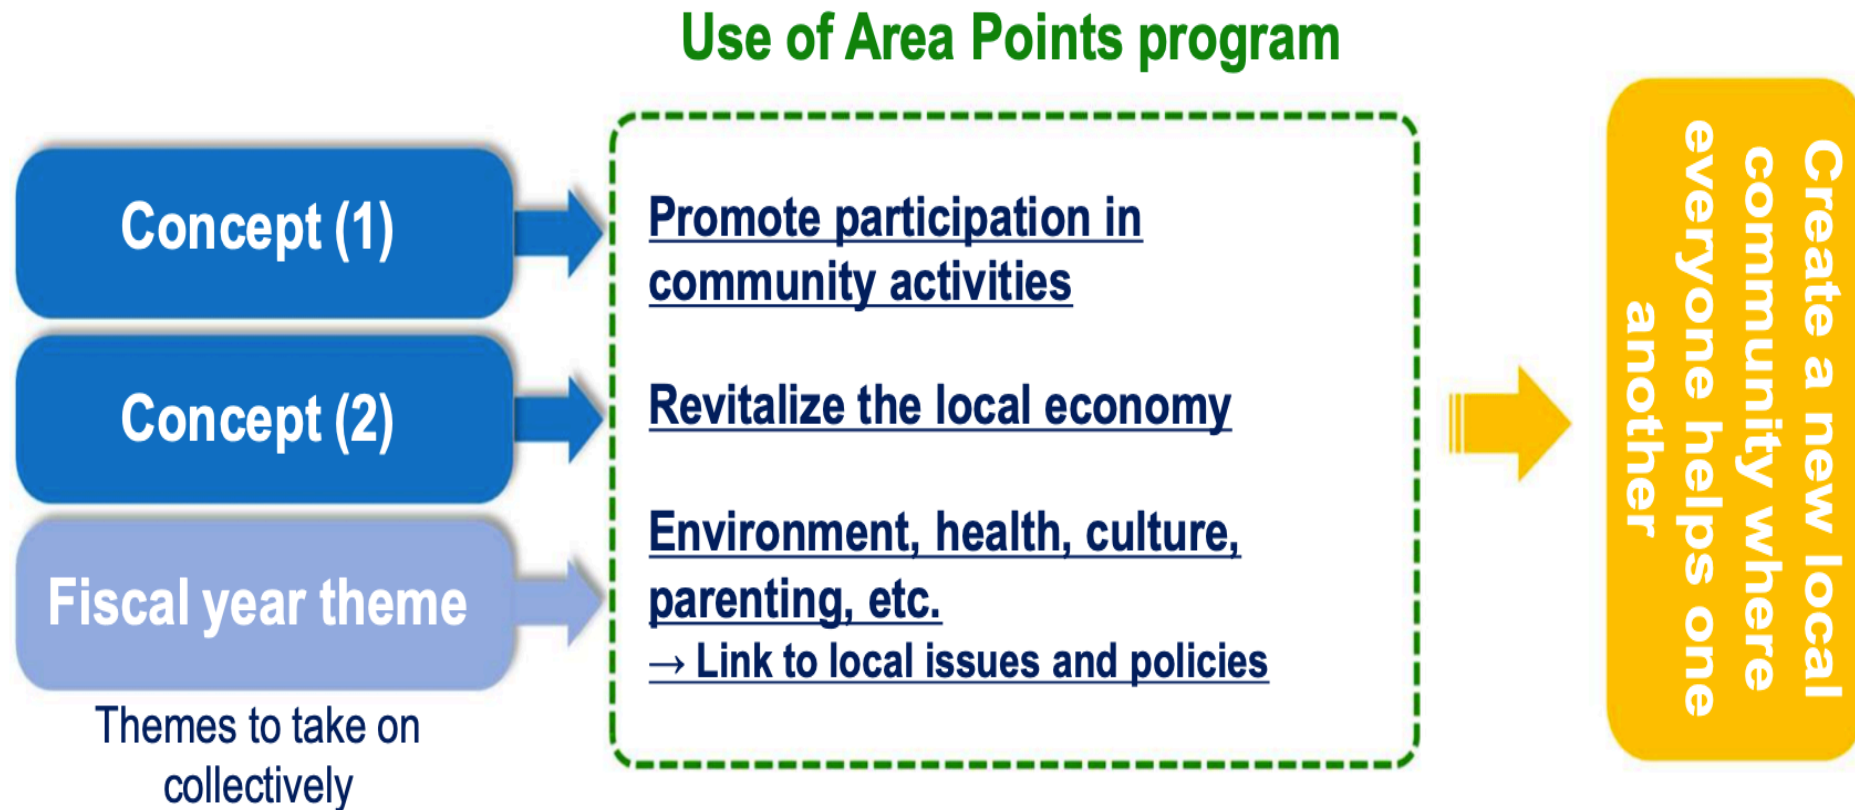 Use of Area Points program
Concept (1)
Promote participation in
community activities
Concept (2)
Revitalize the local economy
Fiscal year theme
Environment, health, culture,
parenting, etc.
→ Link to local issues and policies
Themes to take on
collectively
Create a new local
community where
everyone helps one
another